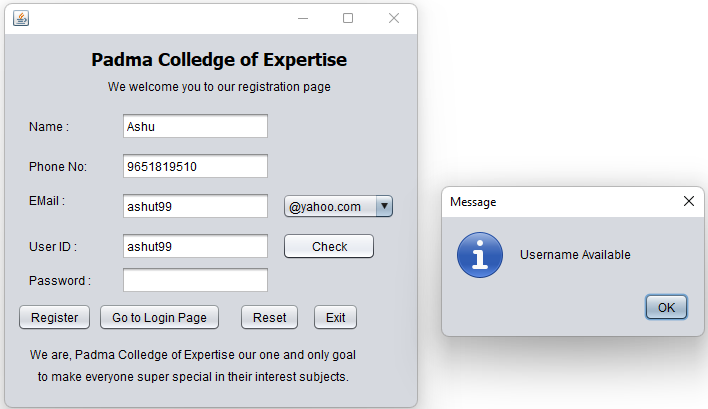 Padma Colledge of Expertise
We welcome you to our registration page
Name : Ashu
Phone No: 9651819510
EMail : ashut99 @yahoo.com
User ID : ashut99 Check
Password :
Register Go to Login Page Reset Exit
We are, Padma Colledge of Expertise our one and only goal
to make everyone super special in their interest subjects.
Message
Username Available
OK